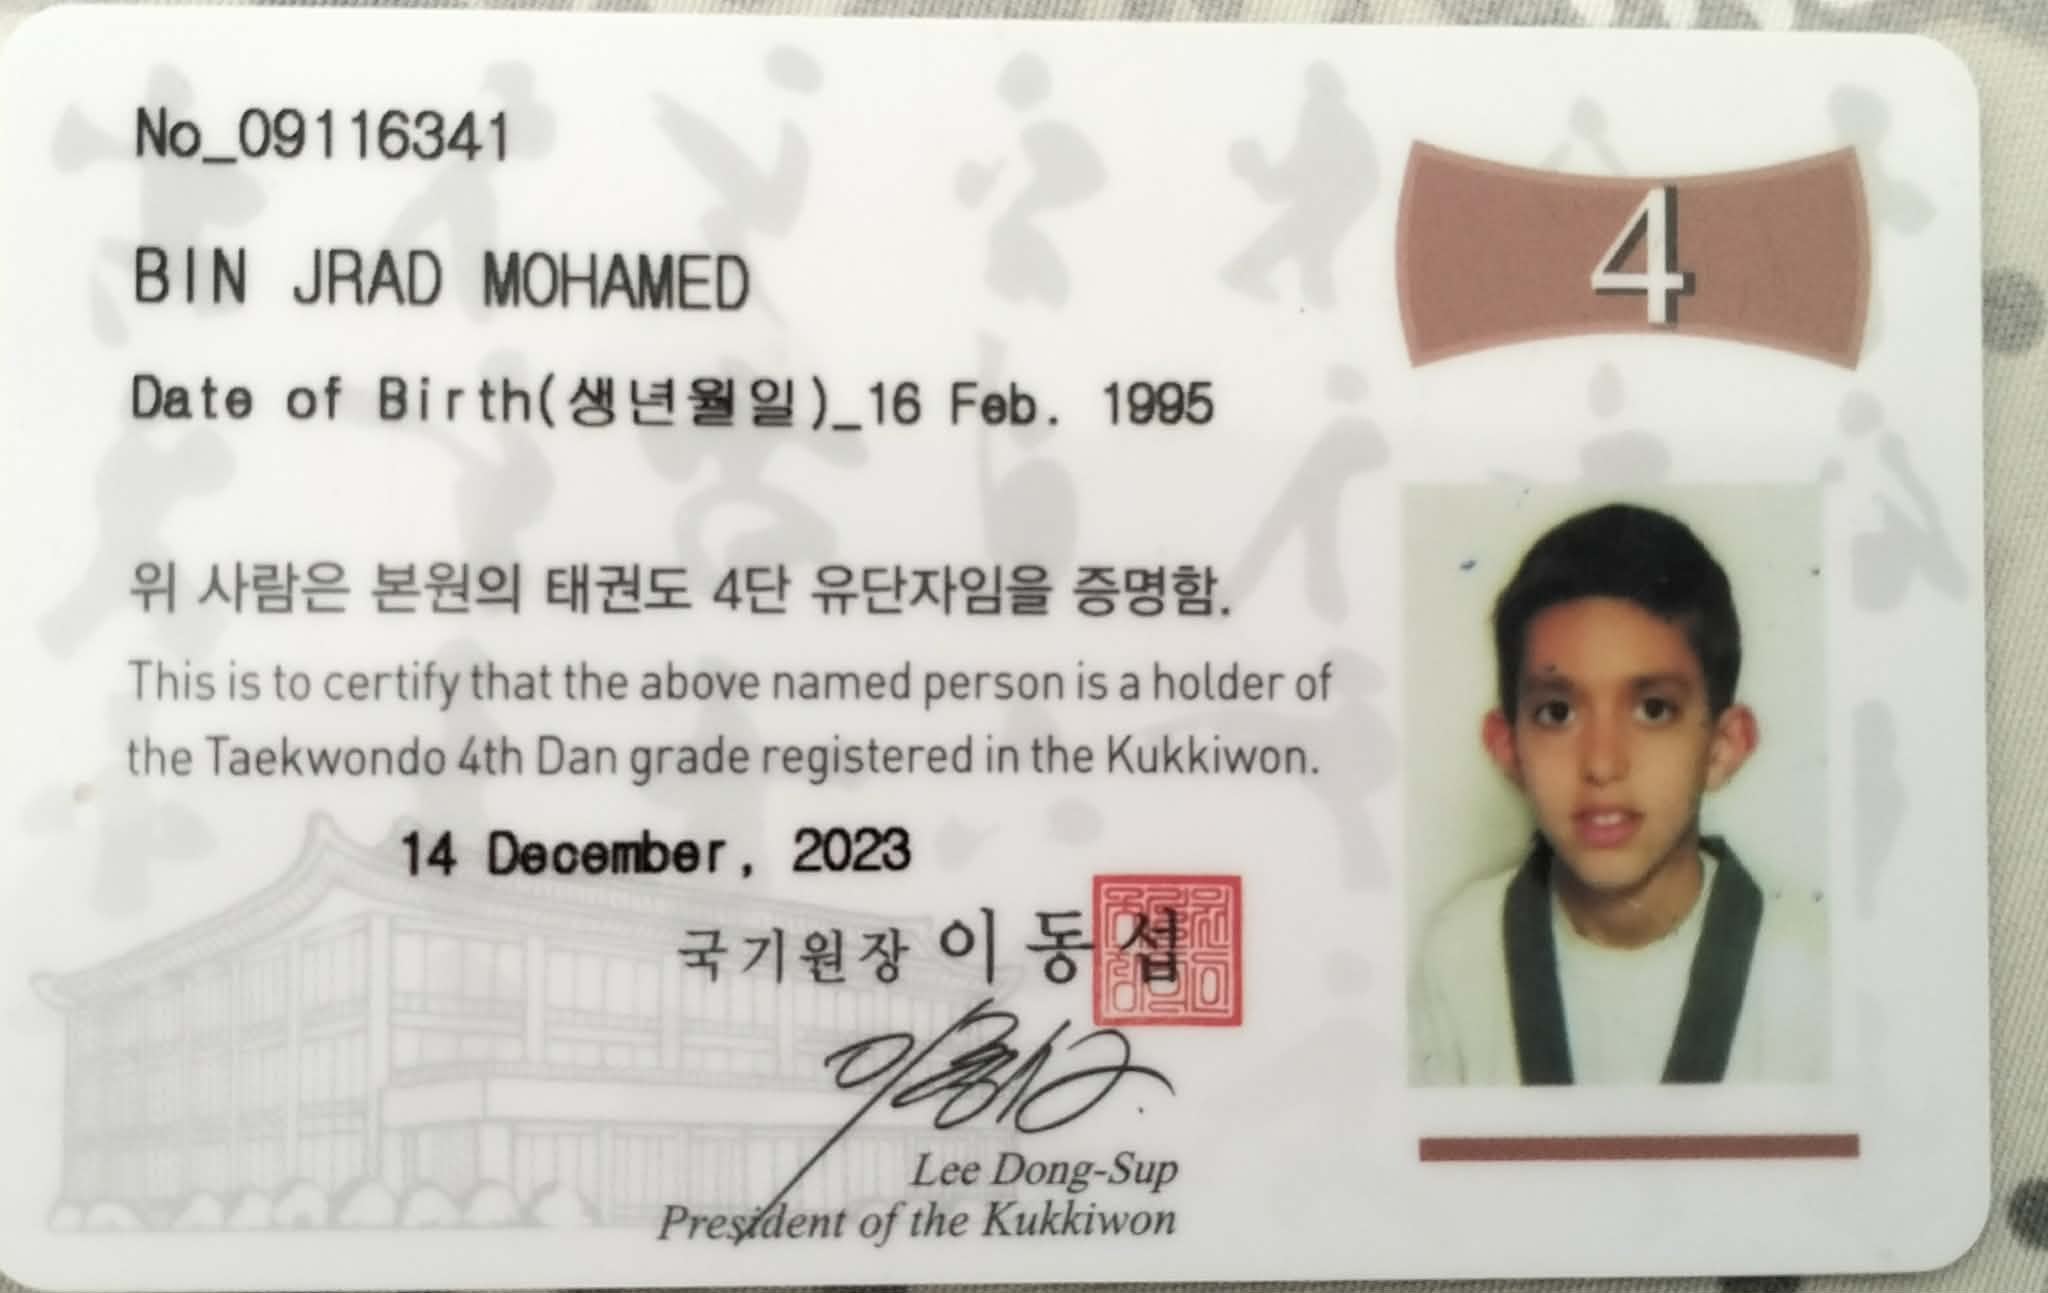 No_09116341
4
BIN JRAD MOHAMED
Date of Birth(생년월일)_16 Feb. 1995
위 사람은 본원의 태권도 4단 유단자임을 증명함.
This is to certify that the above named person is a holder of
the Taekwondo 4th Dan grade registered in the Kukkiwon.
14 December, 2023
국기원장 이동섭
Lee Dong-Sup
President of the Kukkiwon